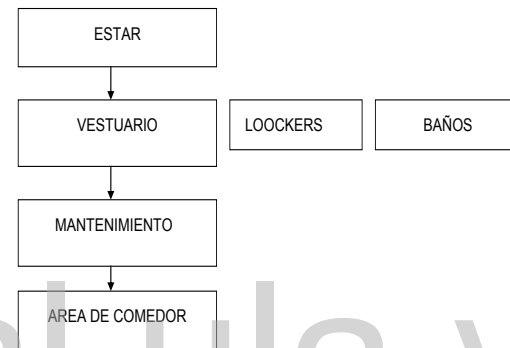 ESTAR
VESTUARIO
LOOCKERS
BAÑOS
MANTENIMIENTO
AREA DE COMEDOR